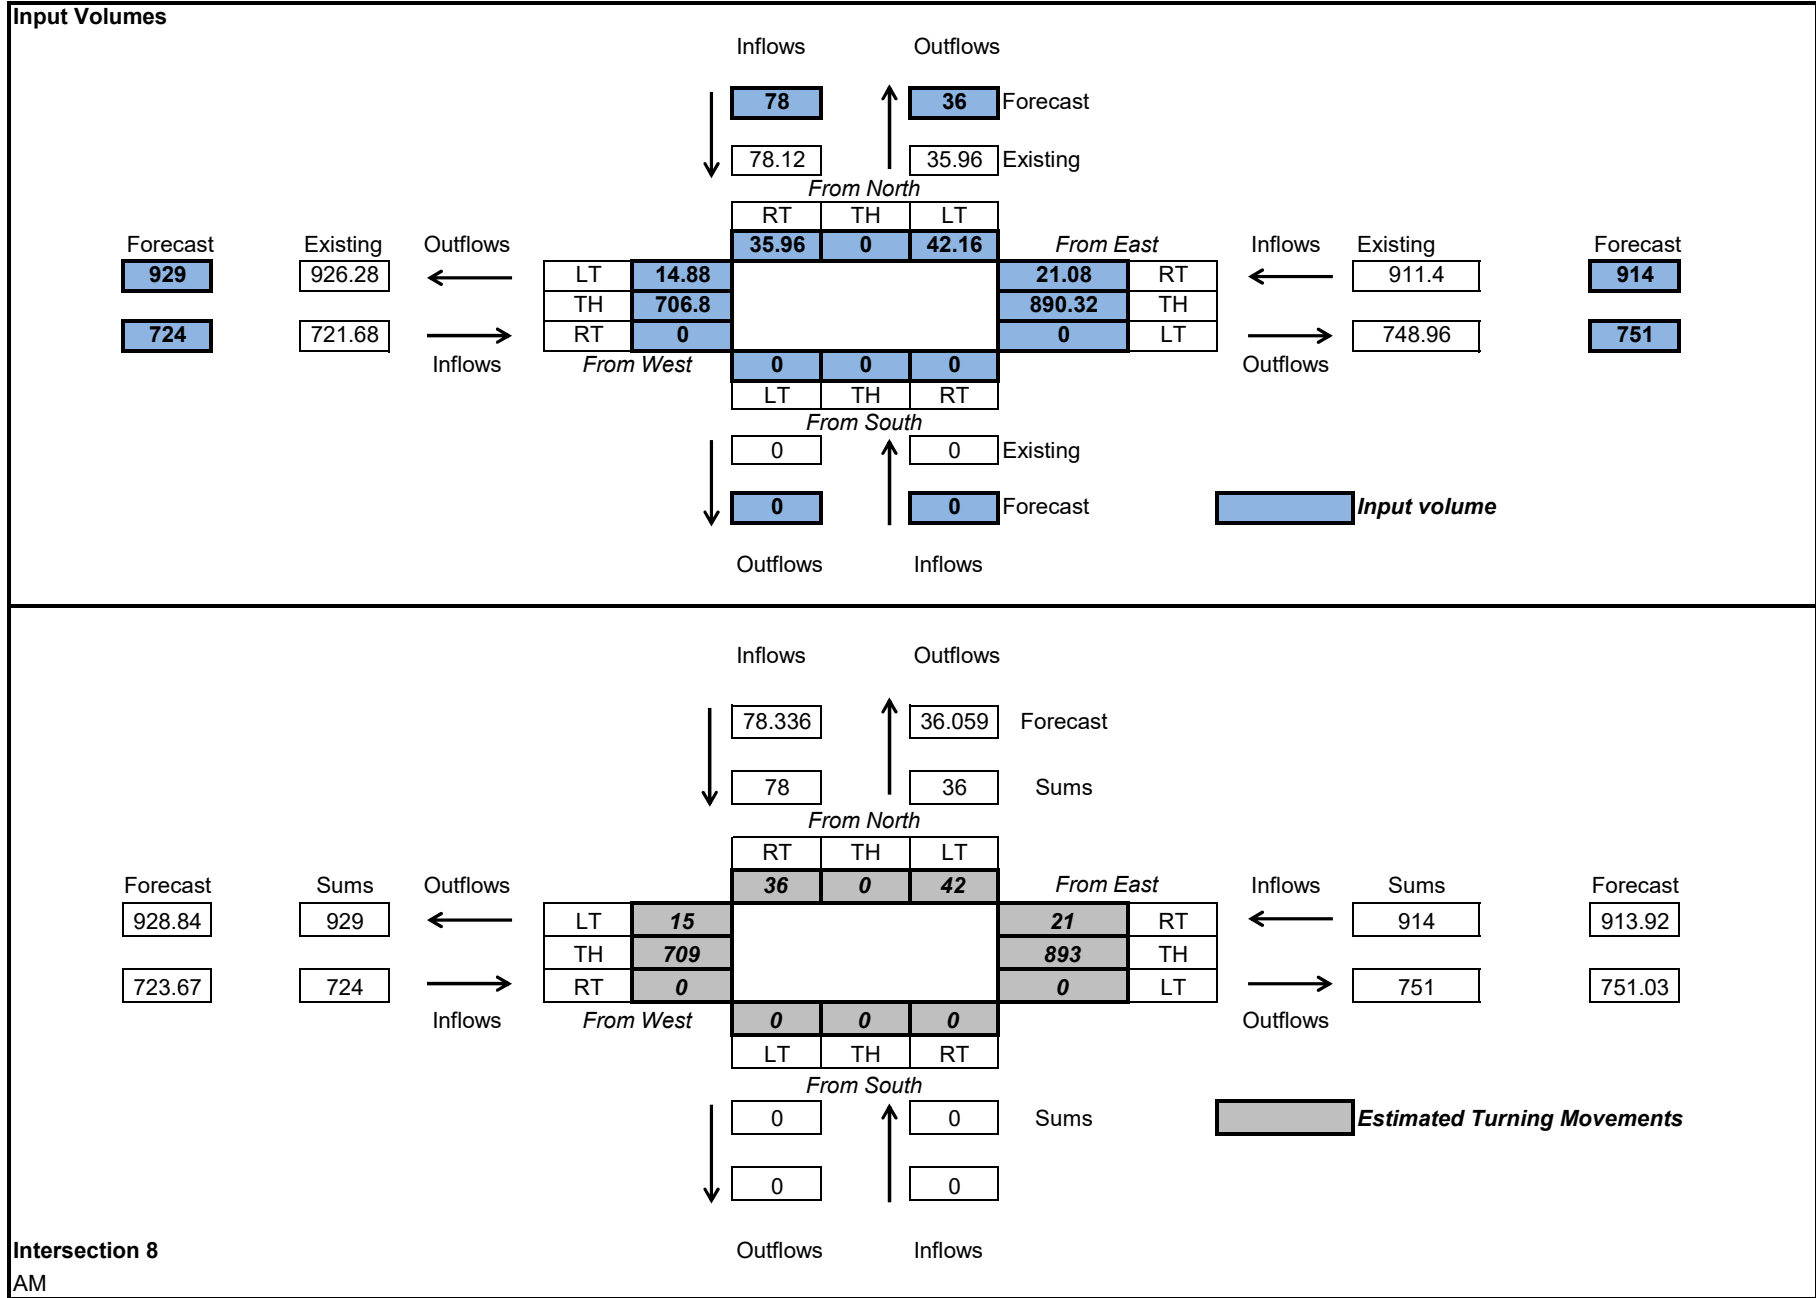 Input Volumes
Inflows Outflows
78 36 Forecast
78.12 35.96 Existing
From North
RT TH LT
Forecast Existing Outflows 35.96 0 42.16 From East Inflows Existing Forecast
929 926.28 LT 14.88 21.08 RT 911.4 914
TH 706.8 890.32 TH
724 721.68 RT 0 0 LT 748.96 751
Inflows From West 0 0 0 Outflows
LT TH RT
From South
0 0 Existing
0 0 Forecast Input volume
Outflows Inflows
Inflows Outflows
78.336 36.059 Forecast
78 36 Sums
From North
RT TH LT
Forecast Sums Outflows 36 0 42 From East Inflows Sums Forecast
928.84 929 LT 15 21 RT 914 913.92
TH 709 893 TH
723.67 724 RT 0 0 LT 751 751.03
Inflows From West 0 0 0 Outflows
LT TH RT
From South
0 0 Sums Estimated Turning Movements
0 0
Intersection 8 Outflows Inflows
AM